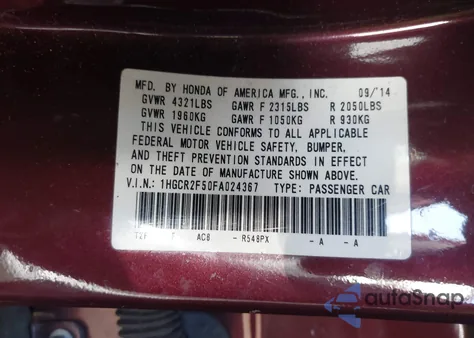 MFD. BY HONDA OF AMERICA MFG., INC. 09/'14
GVWR 4321LBS GAWR F 2315LBS R 2050LBS
GVWR 1960KG GAWR F 1050KG R 930KG
THIS VEHICLE CONFORMS TO ALL APPLICABLE
FEDERAL MOTOR VEHICLE SAFETY, BUMPER,
AND THEFT PREVENTION STANDARDS IN EFFECT
ON THE DATE OF MANUFACTURE SHOWN ABOVE.
V.I.N.: 1HGCR2F50FA024367 TYPE: PASSENGER CAR
AC8 - R548PX - A - A
autoSnap